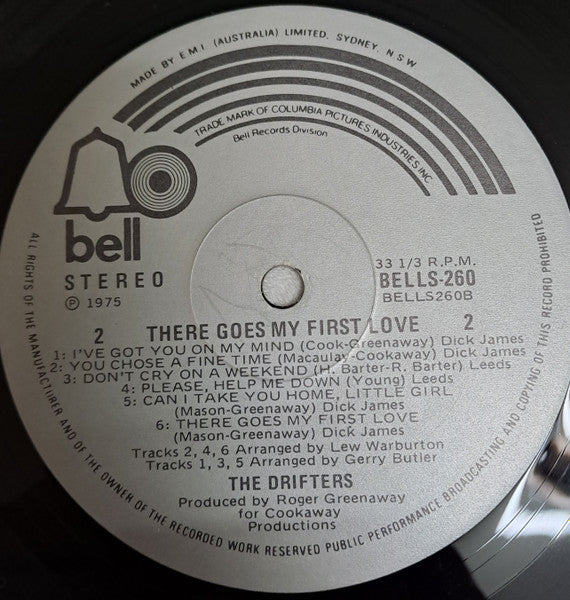 MADE BY E.M.I. (AUSTRALIA) LIMITED. SYDNEY. N.S.W
TRADE MARK OF COLUMBIA PICTURES INDUSTRIES INC.
Bell Records Division
bell
STEREO
℗ 1975
33 1/3 R.P.M.
BELLS-260
BELLS260B
2 THERE GOES MY FIRST LOVE 2
1: I'VE GOT YOU ON MY MIND (Cook-Greenaway) Dick James
2: YOU CHOSE A FINE TIME (Macaulay-Cookaway) Dick James
3: DON'T CRY ON A WEEKEND (H. Barter-R. Barter) Leeds
4: PLEASE, HELP ME DOWN (Young) Leeds
5: CAN I TAKE YOU HOME, LITTLE GIRL
(Mason-Greenaway) Dick James
6: THERE GOES MY FIRST LOVE
(Mason-Greenaway) Dick James
Tracks 2, 4, 6 Arranged by Lew Warburton
Tracks 1, 3, 5 Arranged by Gerry Butler
THE DRIFTERS
Produced by Roger Greenaway
for Cookaway
Productions
ALL RIGHTS OF THE MANUFACTURER AND OF THE OWNER OF THE RECORDED WORK RESERVED PUBLIC PERFORMANCE BROADCASTING AND COPYING OF THIS RECORD PROHIBITED